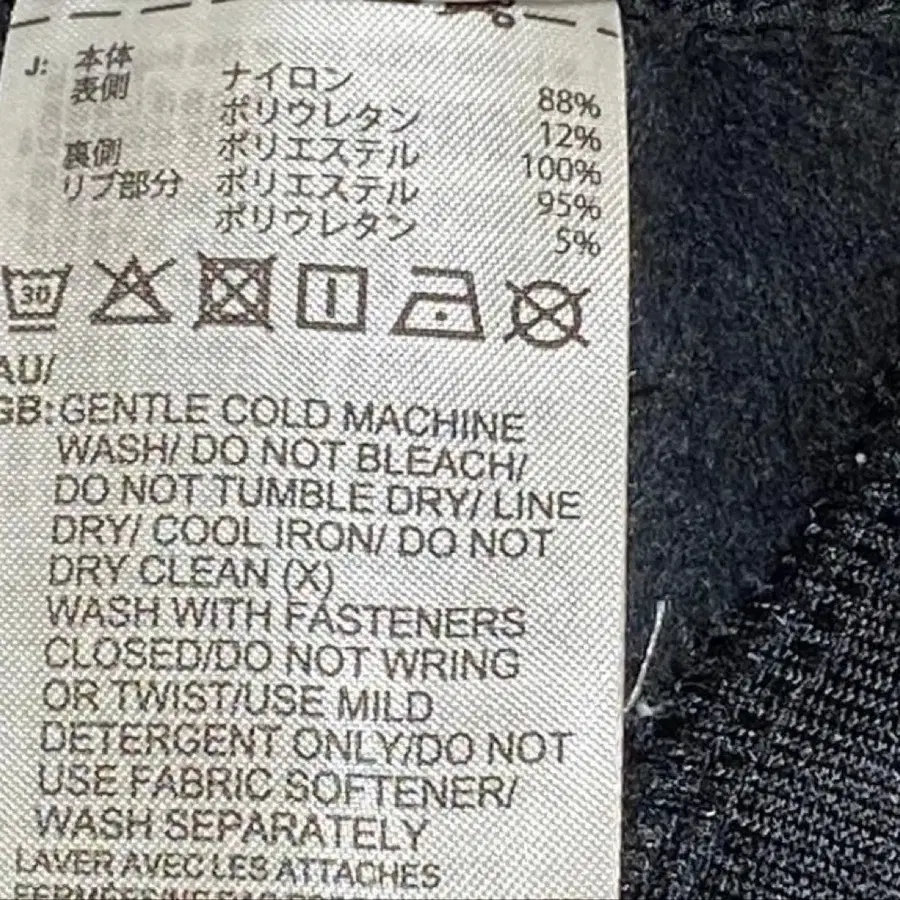 J: 本体
表側 ナイロン 88%
ポリウレタン 12%
裏側 ポリエステル 100%
リブ部分 ポリエステル 95%
ポリウレタン 5%
30
AU/
GB:GENTLE COLD MACHINE
WASH/ DO NOT BLEACH/
DO NOT TUMBLE DRY/ LINE
DRY/ COOL IRON/ DO NOT
DRY CLEAN (X)
WASH WITH FASTENERS
CLOSED/DO NOT WRING
OR TWIST/USE MILD
DETERGENT ONLY/DO NOT
USE FABRIC SOFTENER/
WASH SEPARATELY
LAVER AVEC LES ATTACHES